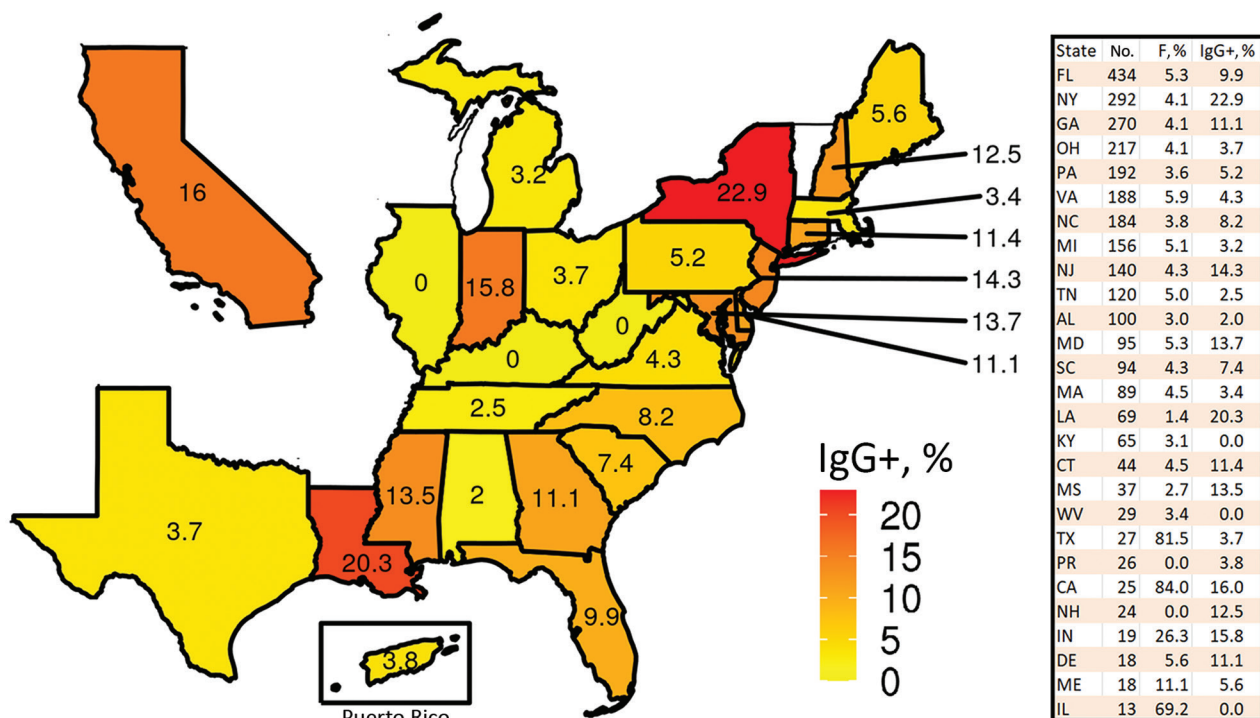 5.6
12.5
3.4
11.4
14.3
13.7
11.1
16
3.2
22.9
0
15.8
3.7
5.2
0
0
4.3
2.5
8.2
7.4
13.5
2
11.1
3.7
20.3
9.9
3.8
Puerto Rico
IgG+, %
20
15
10
5
0
State No. F, % IgG+, %
FL 434 5.3 9.9
NY 292 4.1 22.9
GA 270 4.1 11.1
OH 217 4.1 3.7
PA 192 3.6 5.2
VA 188 5.9 4.3
NC 184 3.8 8.2
MI 156 5.1 3.2
NJ 140 4.3 14.3
TN 120 5.0 2.5
AL 100 3.0 2.0
MD 95 5.3 13.7
SC 94 4.3 7.4
MA 89 4.5 3.4
LA 69 1.4 20.3
KY 65 3.1 0.0
CT 44 4.5 11.4
MS 37 2.7 13.5
WV 29 3.4 0.0
TX 27 81.5 3.7
PR 26 0.0 3.8
CA 25 84.0 16.0
NH 24 0.0 12.5
IN 19 26.3 15.8
DE 18 5.6 11.1
ME 18 11.1 5.6
IL 13 69.2 0.0